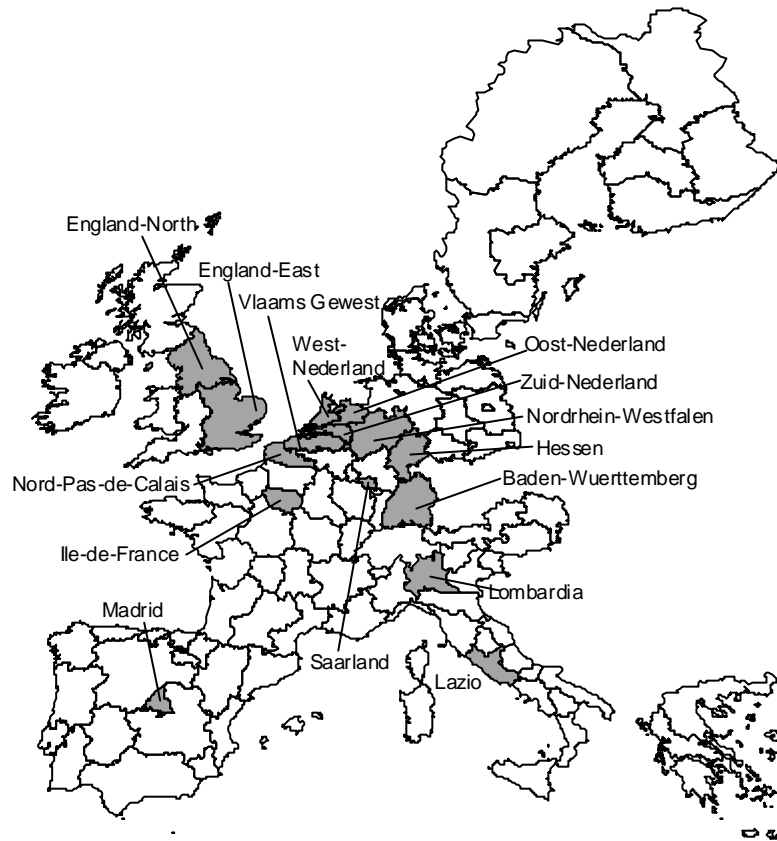 England-North
England-East
Vlaams Gewest
West-
Nederland
Oost-Nederland
Zuid-Nederland
Nordrhein-Westfalen
Hessen
Nord-Pas-de-Calais
Baden-Wuerttemberg
Ile-de-France
Lombardia
Madrid
Saarland
Lazio